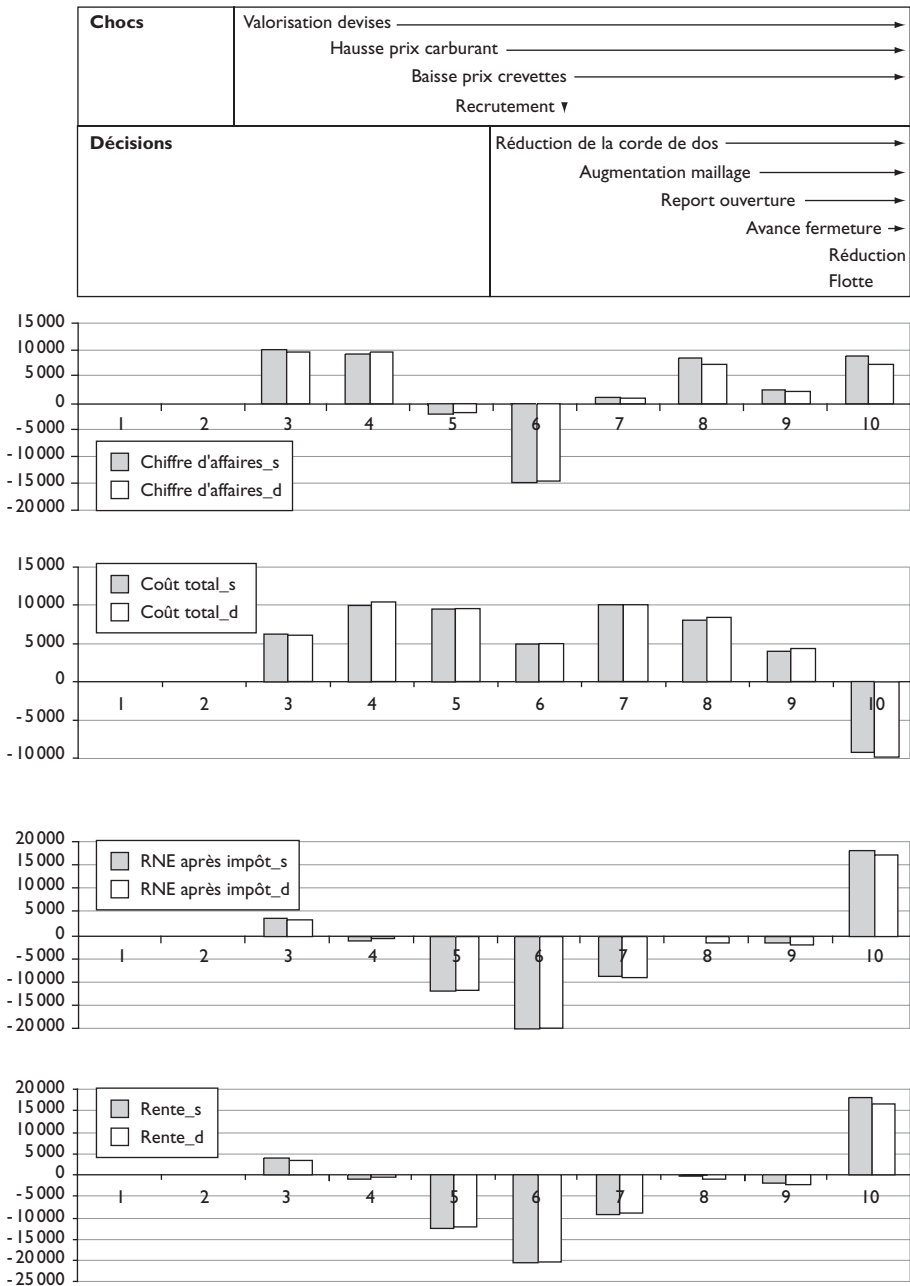 Chocs Valorisation devises
Hausse prix carburant
Baisse prix crevettes
Recrutement
Décisions Réduction de la corde de dos
Augmentation maillage
Report ouverture
Avance fermeture
Réduction
Flotte
15 000
10 000
5 000
0
1 2 3 4 5 6 7 8 9 10
- 5 000
- 10 000
- 15 000
- 20 000
Chiffre d'affaires_s
Chiffre d'affaires_d
15 000
10 000
5 000
0
1 2 3 4 5 6 7 8 9 10
- 5 000
- 10 000
Coût total_s
Coût total_d
20 000
15 000
10 000
5 000
0
1 2 3 4 5 6 7 8 9 10
- 5 000
- 10 000
- 15 000
- 20 000
RNE après impôt_s
RNE après impôt_d
20 000
15 000
10 000
5 000
0
1 2 3 4 5 6 7 8 9 10
- 5 000
- 10 000
- 15 000
- 20 000
- 25 000
Rente_s
Rente_d